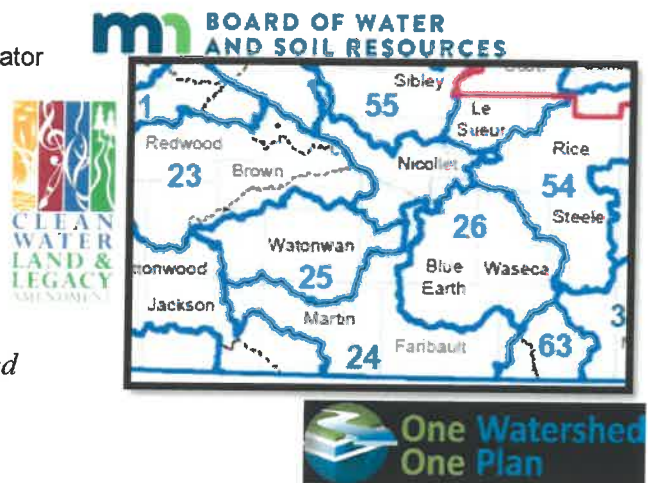 BOARD OF WATER
AND SOIL RESOURCES
ator
Sibley
1
55
Le
Sueur
Redwood
Rice
Nicollet
23
Brown
54
CLEAN
WATER
LAND &
LEGACY
AMENDMENT
26
Steele
Watonwan
onwood
25
Blue
Earth
Waseca
Jackson
Martin
3
24
Faribault
63
ed
One Watershed
One Plan